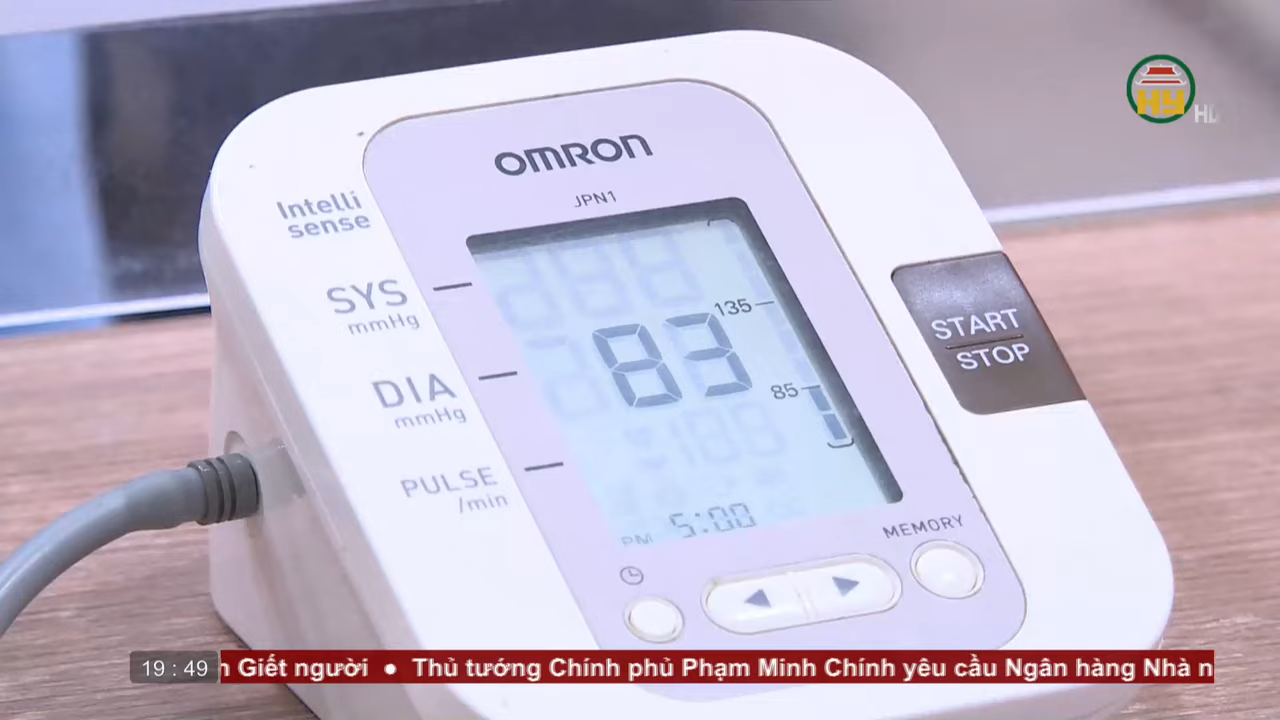 HY
OMRON
JPN1
Intelli
sense
SYS
mmHg
135
83
START
STOP
DIA
mmHg
85
PULSE
/min
PM 5:00
MEMORY
19 : 49
Giết người ● Thủ tướng Chính phủ Phạm Minh Chính yêu cầu Ngân hàng Nhà n